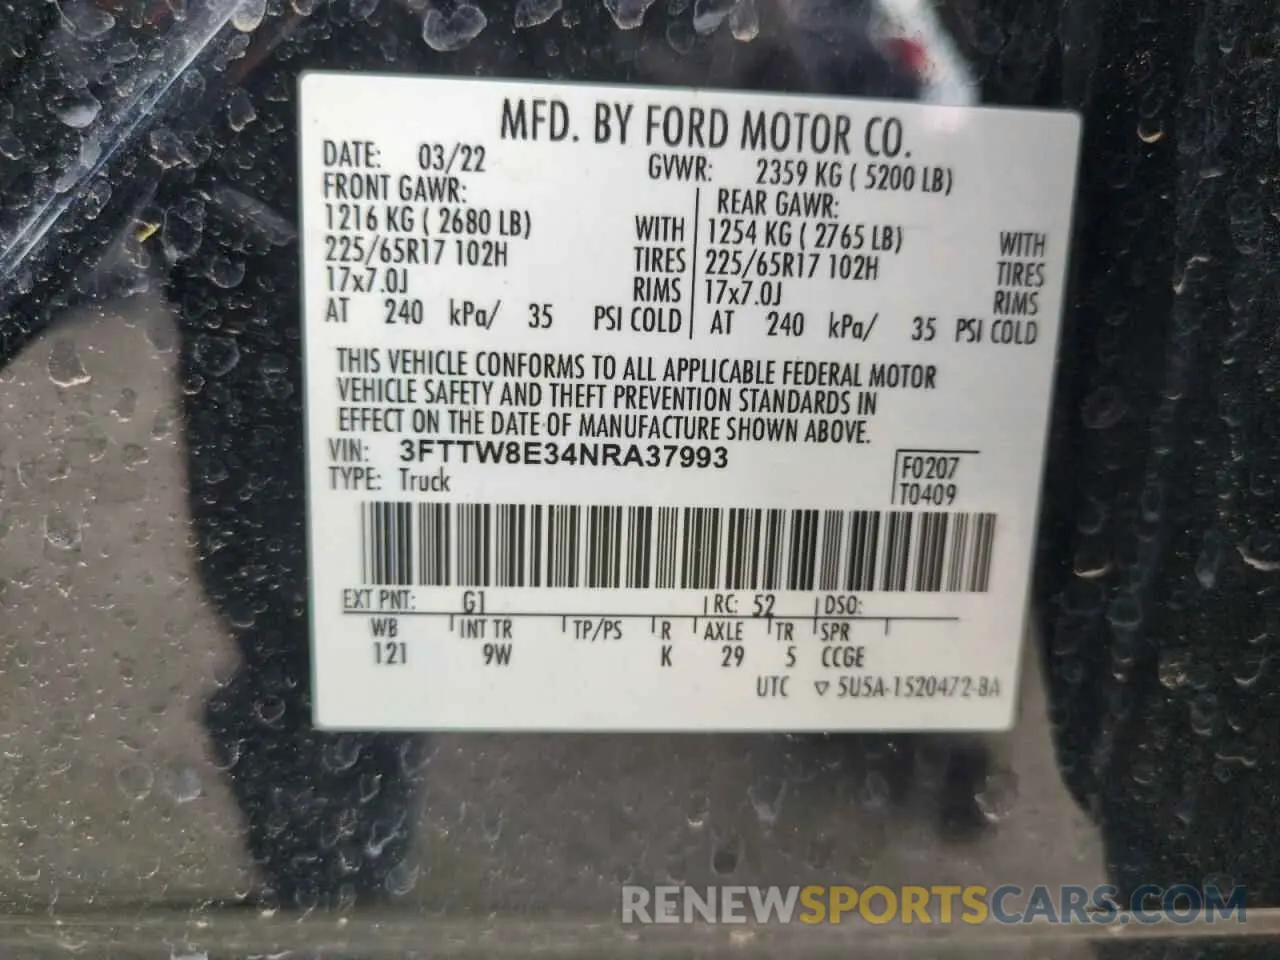 MFD. BY FORD MOTOR CO.
DATE: 03/22 GVWR: 2359 KG ( 5200 LB)
FRONT GAWR: REAR GAWR:
1216 KG ( 2680 LB) WITH 1254 KG ( 2765 LB) WITH
225/65R17 102H TIRES 225/65R17 102H TIRES
17x7.0J RIMS 17x7.0J RIMS
AT 240 kPa/ 35 PSI COLD AT 240 kPa/ 35 PSI COLD
THIS VEHICLE CONFORMS TO ALL APPLICABLE FEDERAL MOTOR
VEHICLE SAFETY AND THEFT PREVENTION STANDARDS IN
EFFECT ON THE DATE OF MANUFACTURE SHOWN ABOVE.
VIN: 3FTTW8E34NRA37993
TYPE: Truck
F0207
T0409
EXT PNT: G1 RC: 52 DSO:
WB INT TR TP/PS R AXLE TR SPR
121 9W K 29 5 CCGE
UTC ▽ 5U5A-1520472-BA
RENEWSPORTSCARS.COM